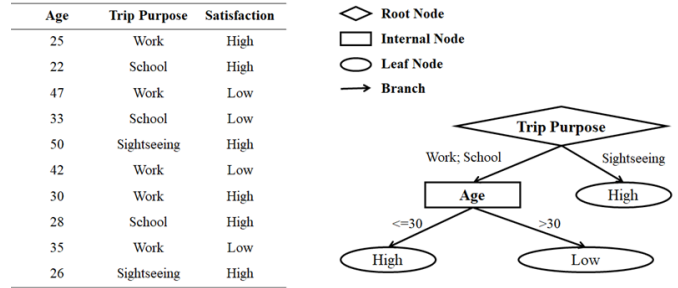 Age Trip Purpose Satisfaction
25 Work High
22 School High
47 Work Low
33 School Low
50 Sightseeing High
42 Work Low
30 Work High
28 School High
35 Work Low
26 Sightseeing High
Root Node
Internal Node
Leaf Node
Branch
Trip Purpose
Work; School
Sightseeing
Age
High
<=30
>30
High
Low